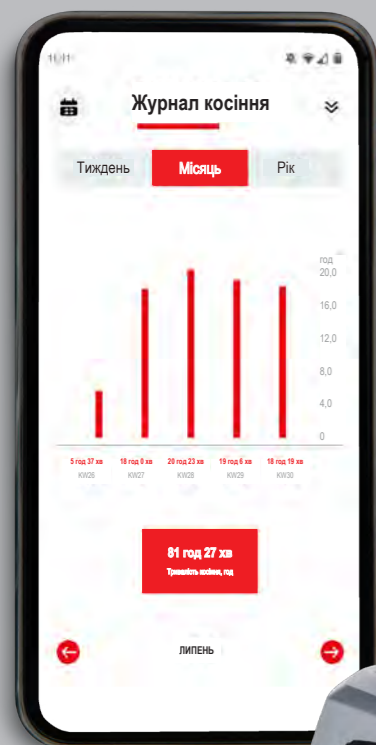 11:11
Журнал косіння
Тиждень Місяць Рік
год
20,0
16,0
12,0
8,0
4,0
0
5 год 37 хв 18 год 0 хв 20 год 23 хв 19 год 6 хв 18 год 19 хв
KW26 KW27 KW28 KW29 KW30
81 год 27 хв
Тривалість косіння, год
ЛИПЕНЬ